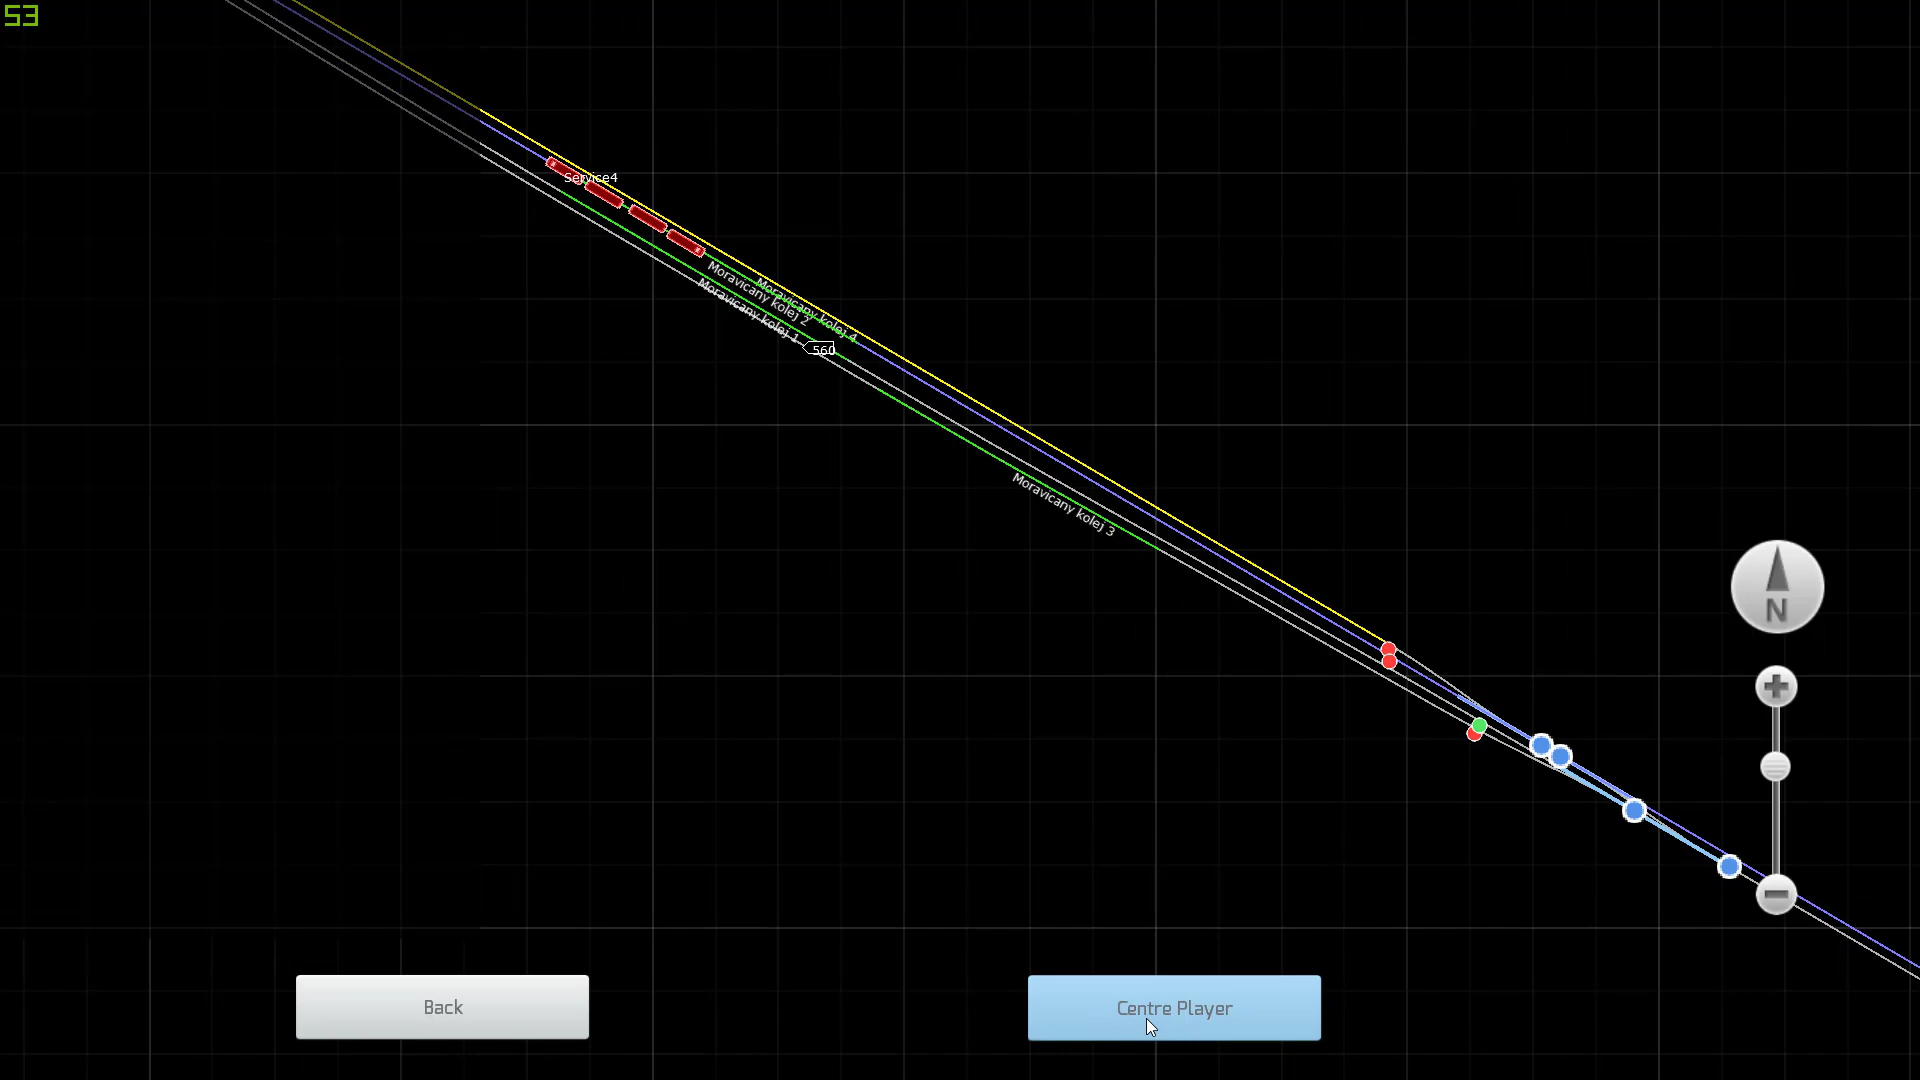 53
Service4
Moravicany kolej 4
Moravicany kolej 2
Moravicany kolej 1
560
Moravicany kolej 3
N
Back
Centre Player